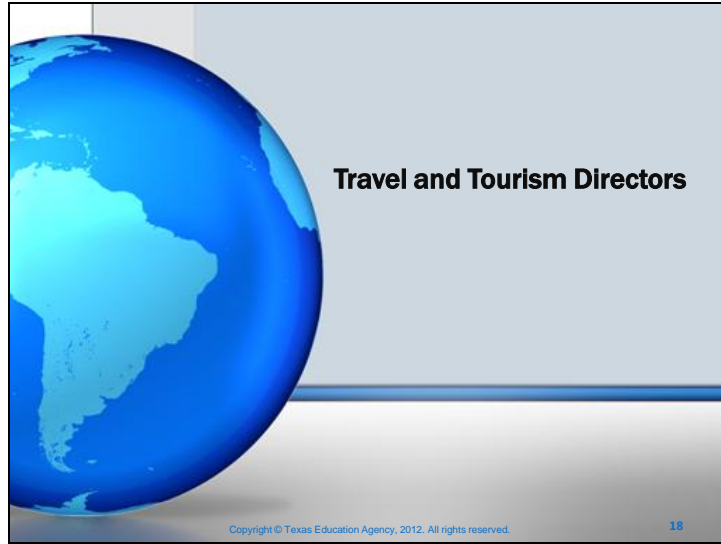 Travel and Tourism Directors
Copyright © Texas Education Agency, 2012. All rights reserved.
18